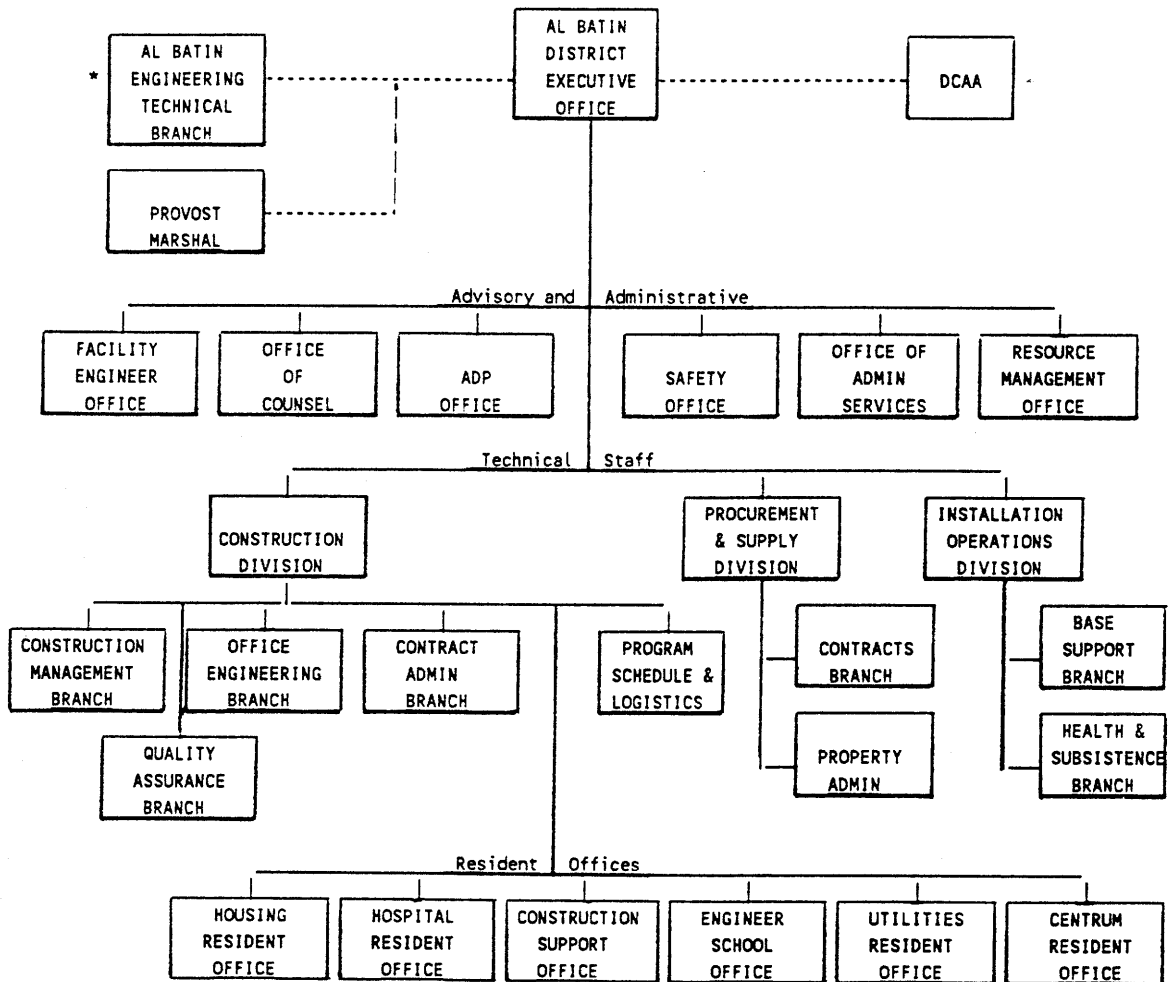 AL BATIN
ENGINEERING
TECHNICAL
BRANCH
*
AL BATIN
DISTRICT
EXECUTIVE
OFFICE
DCAA
PROVOST
MARSHAL
Advisory and Administrative
FACILITY
ENGINEER
OFFICE
OFFICE
OF
COUNSEL
ADP
OFFICE
SAFETY
OFFICE
OFFICE OF
ADMIN
SERVICES
RESOURCE
MANAGEMENT
OFFICE
Technical Staff
CONSTRUCTION
DIVISION
PROCUREMENT
& SUPPLY
DIVISION
INSTALLATION
OPERATIONS
DIVISION
CONSTRUCTION
MANAGEMENT
BRANCH
OFFICE
ENGINEERING
BRANCH
CONTRACT
ADMIN
BRANCH
PROGRAM
SCHEDULE &
LOGISTICS
CONTRACTS
BRANCH
BASE
SUPPORT
BRANCH
QUALITY
ASSURANCE
BRANCH
PROPERTY
ADMIN
HEALTH &
SUBSISTENCE
BRANCH
Resident Offices
HOUSING
RESIDENT
OFFICE
HOSPITAL
RESIDENT
OFFICE
CONSTRUCTION
SUPPORT
OFFICE
ENGINEER
SCHOOL
OFFICE
UTILITIES
RESIDENT
OFFICE
CENTRUM
RESIDENT
OFFICE